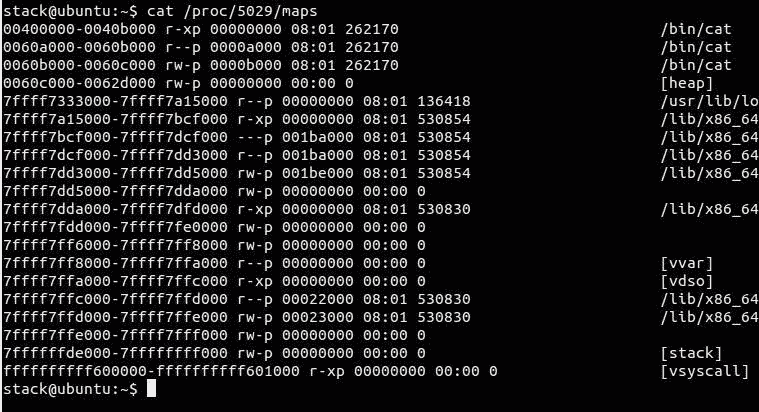 stack@ubuntu:~$ cat /proc/5029/maps
00400000-0040b000 r-xp 00000000 08:01 262170 /bin/cat
0060a000-0060b000 r--p 0000a000 08:01 262170 /bin/cat
0060b000-0060c000 rw-p 0000b000 08:01 262170 /bin/cat
0060c000-0062d000 rw-p 00000000 00:00 0 [heap]
7ffff7333000-7ffff7a15000 r--p 00000000 08:01 136418 /usr/lib/lo
7ffff7a15000-7ffff7bcf000 r-xp 00000000 08:01 530854 /lib/x86_64
7ffff7bcf000-7ffff7dcf000 ---p 001ba000 08:01 530854 /lib/x86_64
7ffff7dcf000-7ffff7dd3000 r--p 001ba000 08:01 530854 /lib/x86_64
7ffff7dd3000-7ffff7dd5000 rw-p 001be000 08:01 530854 /lib/x86_64
7ffff7dd5000-7ffff7dda000 rw-p 00000000 00:00 0
7ffff7dda000-7ffff7dfd000 r-xp 00000000 08:01 530830 /lib/x86_64
7ffff7fdd000-7ffff7fe0000 rw-p 00000000 00:00 0
7ffff7ff6000-7ffff7ff8000 rw-p 00000000 00:00 0
7ffff7ff8000-7ffff7ffa000 r--p 00000000 00:00 0 [vvar]
7ffff7ffa000-7ffff7ffc000 r-xp 00000000 00:00 0 [vdso]
7ffff7ffc000-7ffff7ffd000 r--p 00022000 08:01 530830 /lib/x86_64
7ffff7ffd000-7ffff7ffe000 rw-p 00023000 08:01 530830 /lib/x86_64
7ffff7ffe000-7ffff7fff000 rw-p 00000000 00:00 0
7ffffffde000-7ffffffff000 rw-p 00000000 00:00 0 [stack]
ffffffffff600000-ffffffffff601000 r-xp 00000000 00:00 0 [vsyscall]
stack@ubuntu:~$